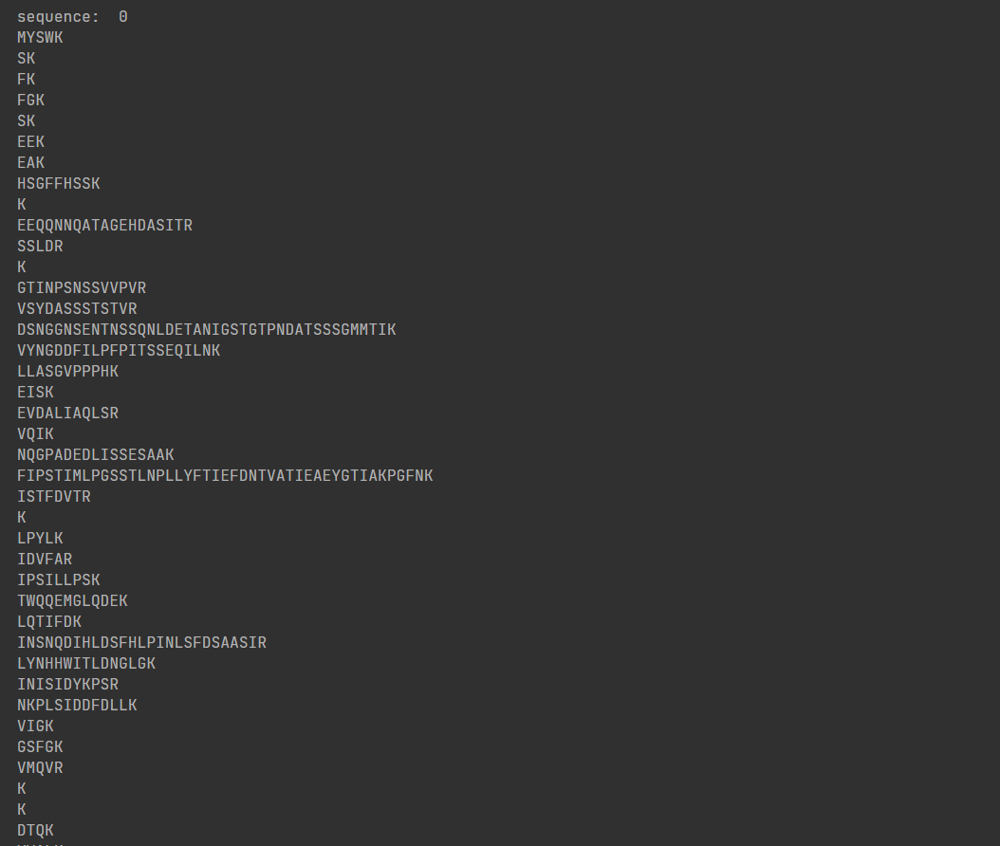 sequence:  0
MYSWK
SK
FK
FGK
SK
EEK
EAK
HSGFFHSSK
K
EEQQNNQATAGEHDASITR
SSLDR
K
GTINPSNSSVVPVR
VSYDASSSTSTVR
DSNGGNSENTNSSQNLDETANIGSTGTPNDATSSSGMMTIK
VYNGDDFILPFPITSSEQILNK
LLASGVPPPHK
EISK
EVDALIAQLSR
VQIK
NQGPADEDLISSESAAK
FIPSTIMLPGSSTLNPLLYFTIEFDNTVATIEAEYGTIAKPGFNK
ISTFDVTR
K
LPYLK
IDVFAR
IPSILLPSK
TWQQEMGLQDEK
LQTIFDK
INSNQDIHLDSFHLPINLSFDSAASIR
LYNHHWITLDNGLGK
INISIDYKPSR
NKPLSIDDFDLLK
VIGK
GSFGK
VMQVR
K
K
DTQK